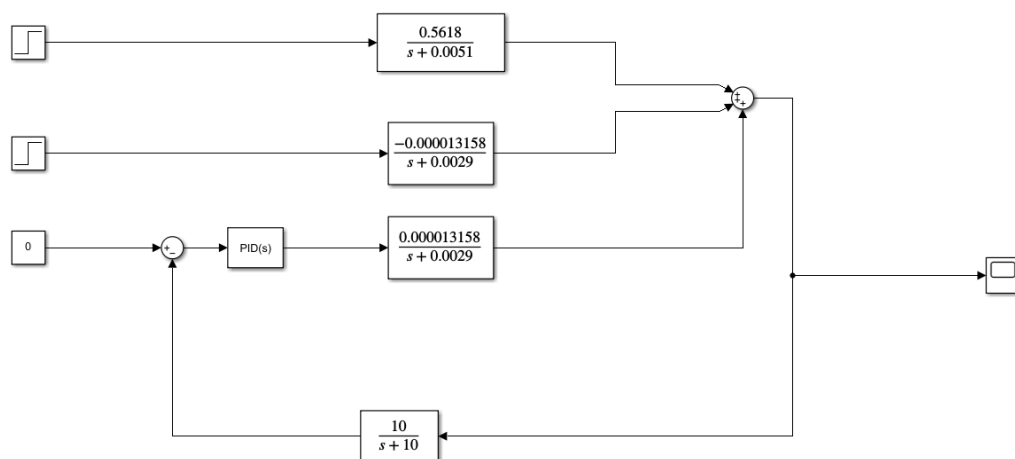 0.5618
s + 0.0051
+
+
+
−0.000013158
s + 0.0029
0
+
−
PID(s)
0.000013158
s + 0.0029
10
s + 10